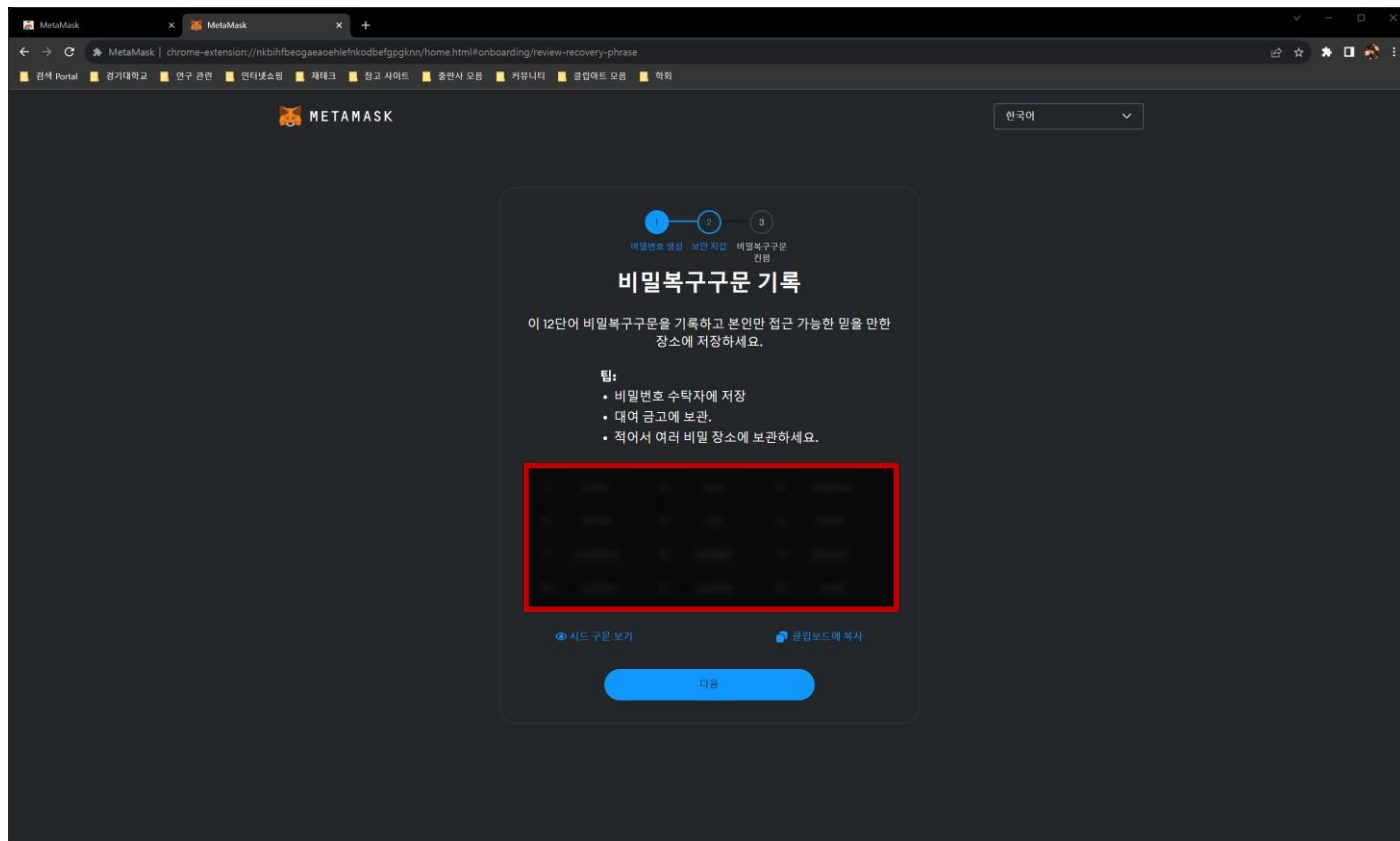 MetaMask
MetaMask
MetaMask | chrome-extension://nkbihfbeogaeaoehlefnkodbefgpgknn/home.html#onboarding/review-recovery-phrase
검색 Portal 경기대학교 연구 관련 인터넷쇼핑 재테크 참고 사이트 출판사 모음 커뮤니티 클립아트 모음 학회
METAMASK
한국어
1 2 3
비밀번호 생성 보안 지갑 비밀복구구문
컨펌
비밀복구구문 기록
이 12단어 비밀복구구문을 기록하고 본인만 접근 가능한 믿을 만한
장소에 저장하세요.
팁:
• 비밀번호 수탁자에 저장
• 대여 금고에 보관.
• 적어서 여러 비밀 장소에 보관하세요.
시드 구문 보기 클립보드에 복사
다음